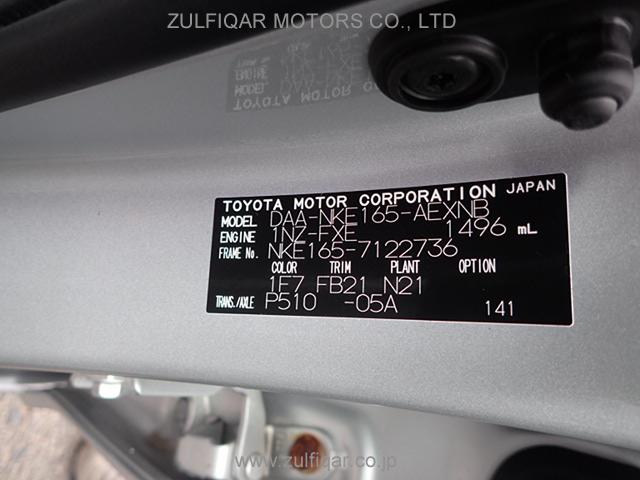 ZULFIQAR MOTORS CO., LTD
TOYOTA MOTOR CORPORATION JAPAN
MODEL DAA-NKE165-AEXNB
ENGINE 1NZ-FXE 1496 mL
FRAME No. NKE165-7122736
COLOR TRIM PLANT OPTION
1F7 FB21 N21
TRANS./AXLE P510 -05A 141
www.zulfiqar.co.jp